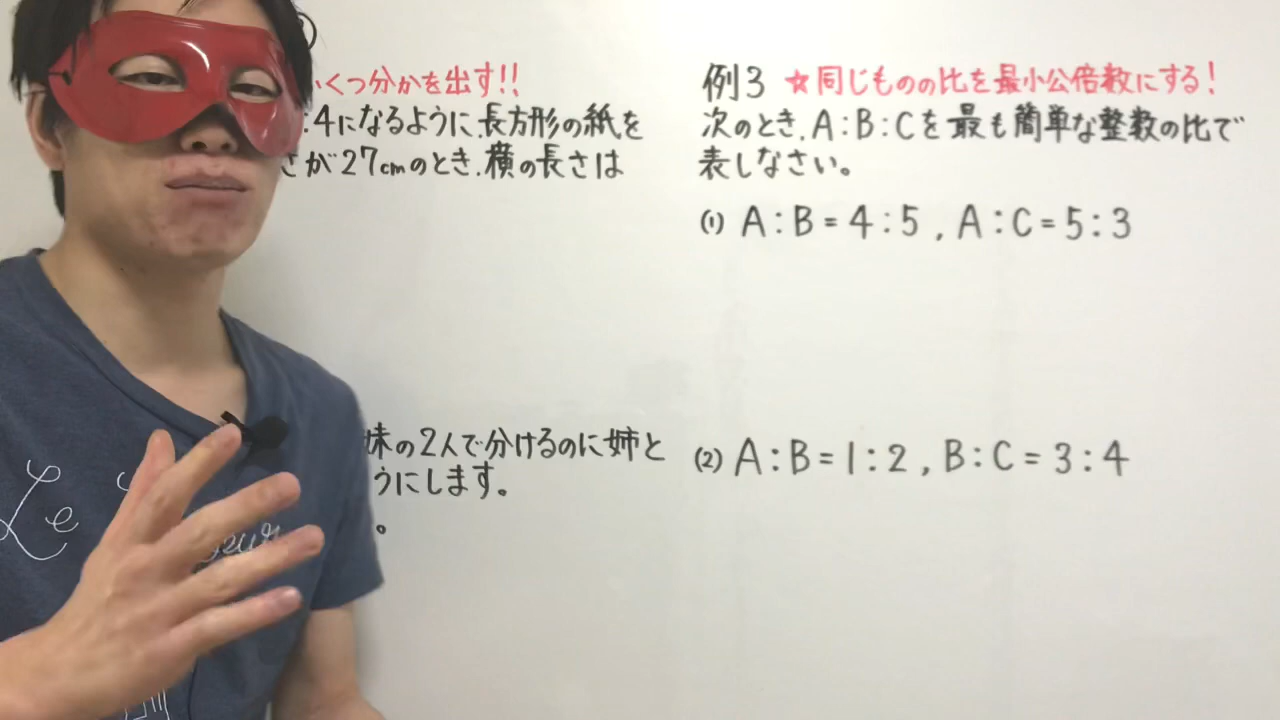 くつ分かを出す!!
:4になるように長方形の紙を
さが27cmのとき、横の長さは
妹の2人で分けるのに姉と
うにします。
。
例3 ☆同じものの比を最小公倍数にする!
次のとき、A:B:Cを最も簡単な整数の比で
表しなさい。
(1) A:B=4:5, A:C=5:3
(2) A:B=1:2, B:C=3:4
Le